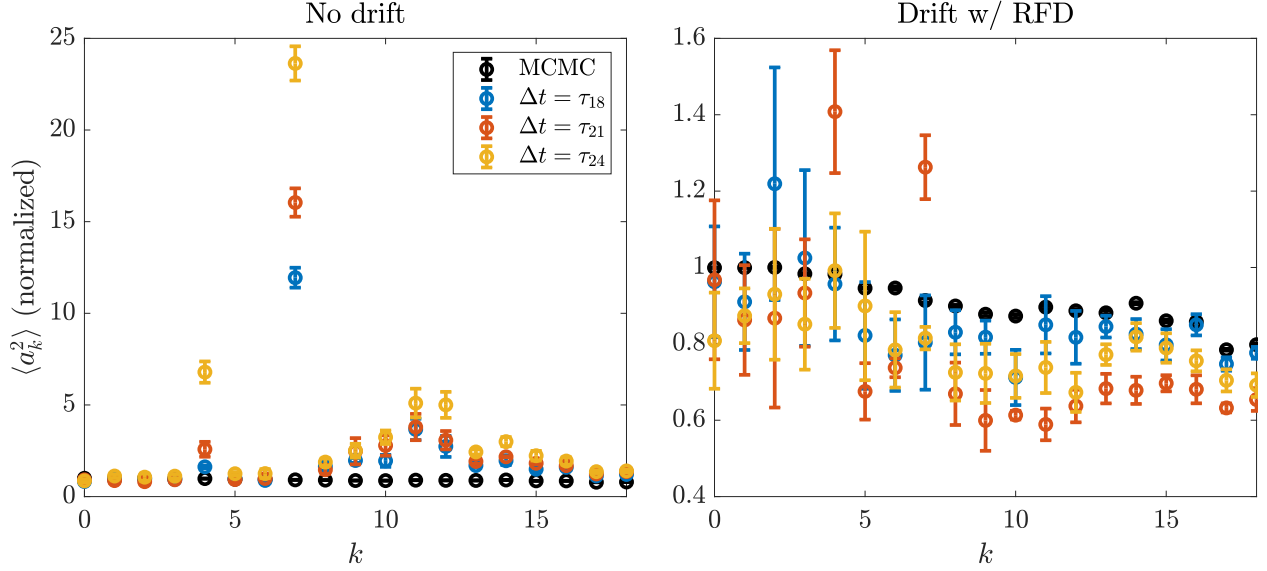 No drift
25
20
15
10
5
0
0 5 10 15
⟨a_k^2⟩ (normalized)
k
MCMC
Δt = τ_18
Δt = τ_21
Δt = τ_24
Drift w/ RFD
1.6
1.4
1.2
1
0.8
0.6
0.4
0 5 10 15
k